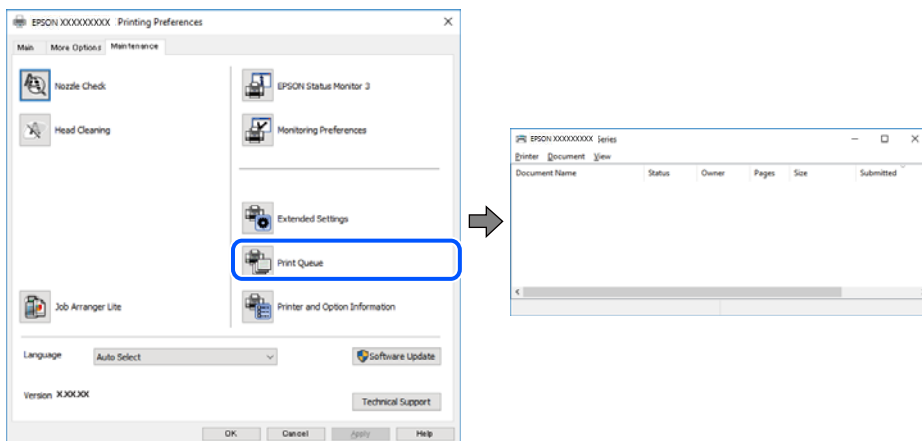 EPSON XXXXXXXXX Printing Preferences
Main More Options Maintenance
Nozzle Check
EPSON Status Monitor 3
Head Cleaning
Monitoring Preferences
Extended Settings
Print Queue
Job Arranger Lite
Printer and Option Information
Language Auto Select Software Update
Version X.XX.XX
Technical Support
OK Cancel Apply Help
EPSON XXXXXXXXX Series
Printer Document View
Document Name Status Owner Pages Size Submitted